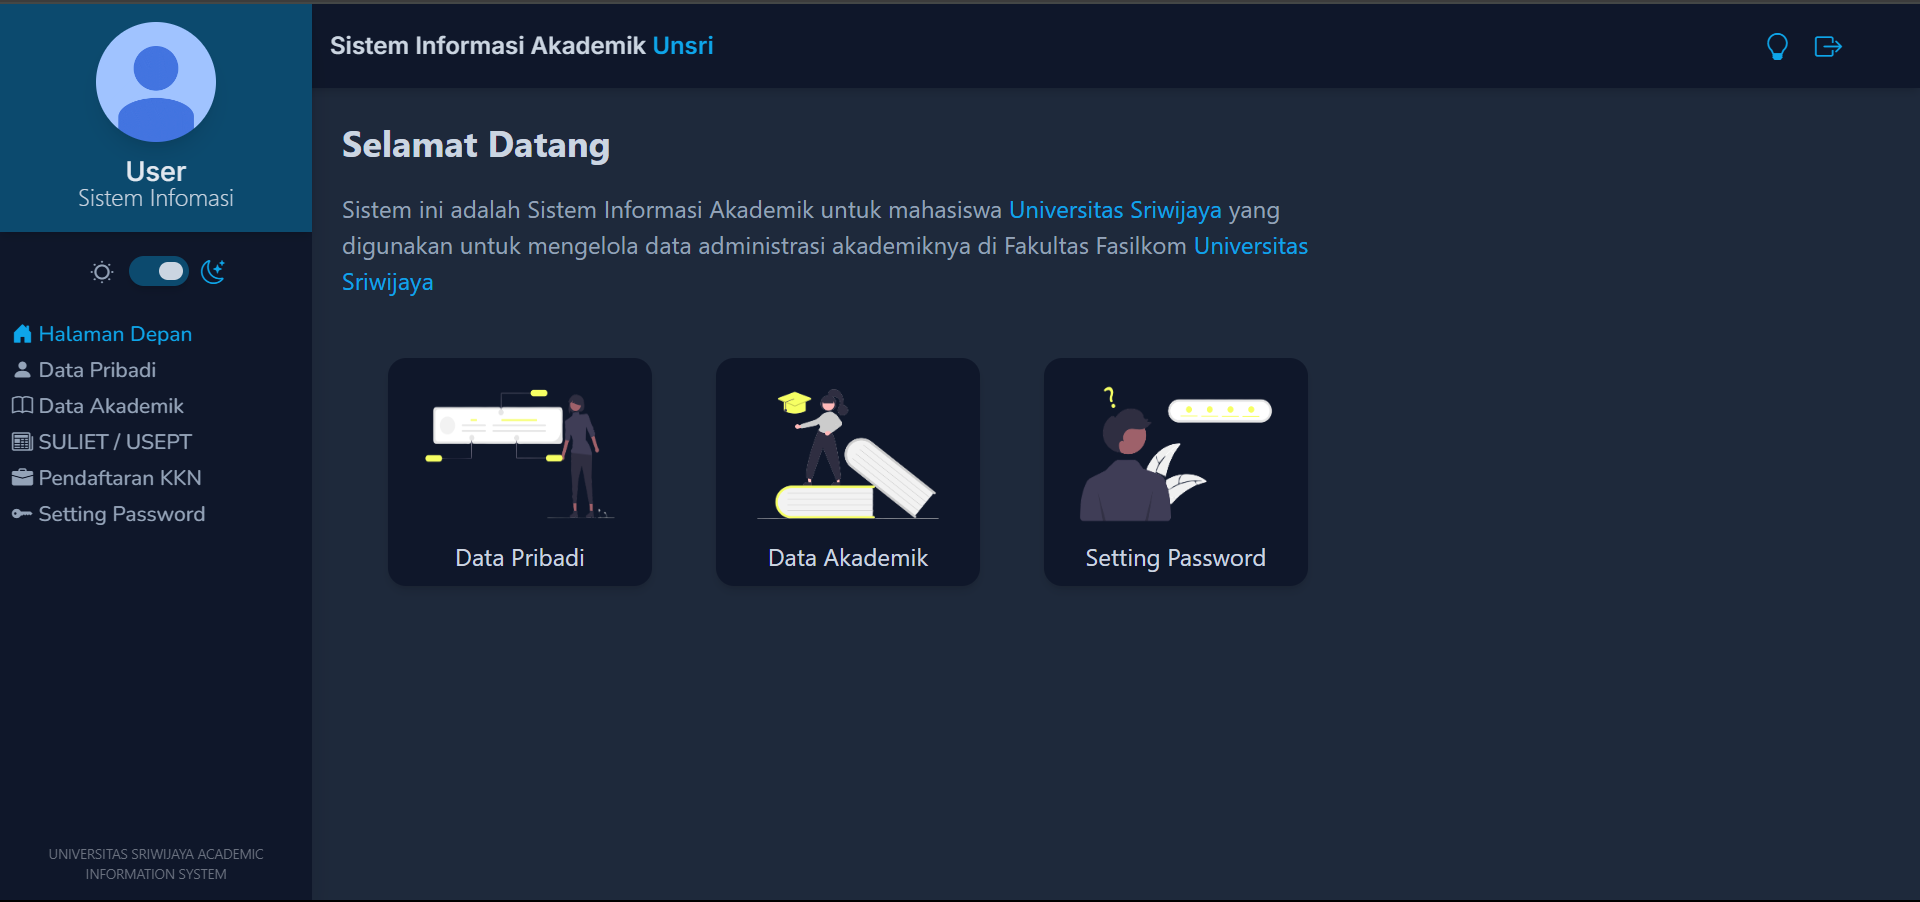 User
Sistem Infomasi
Halaman Depan
Data Pribadi
Data Akademik
SULIET / USEPT
Pendaftaran KKN
Setting Password
UNIVERSITAS SRIWIJAYA ACADEMIC
INFORMATION SYSTEM
Sistem Informasi Akademik Unsri
Selamat Datang
Sistem ini adalah Sistem Informasi Akademik untuk mahasiswa Universitas Sriwijaya yang
digunakan untuk mengelola data administrasi akademiknya di Fakultas Fasilkom Universitas
Sriwijaya
?
Data Pribadi
Data Akademik
Setting Password